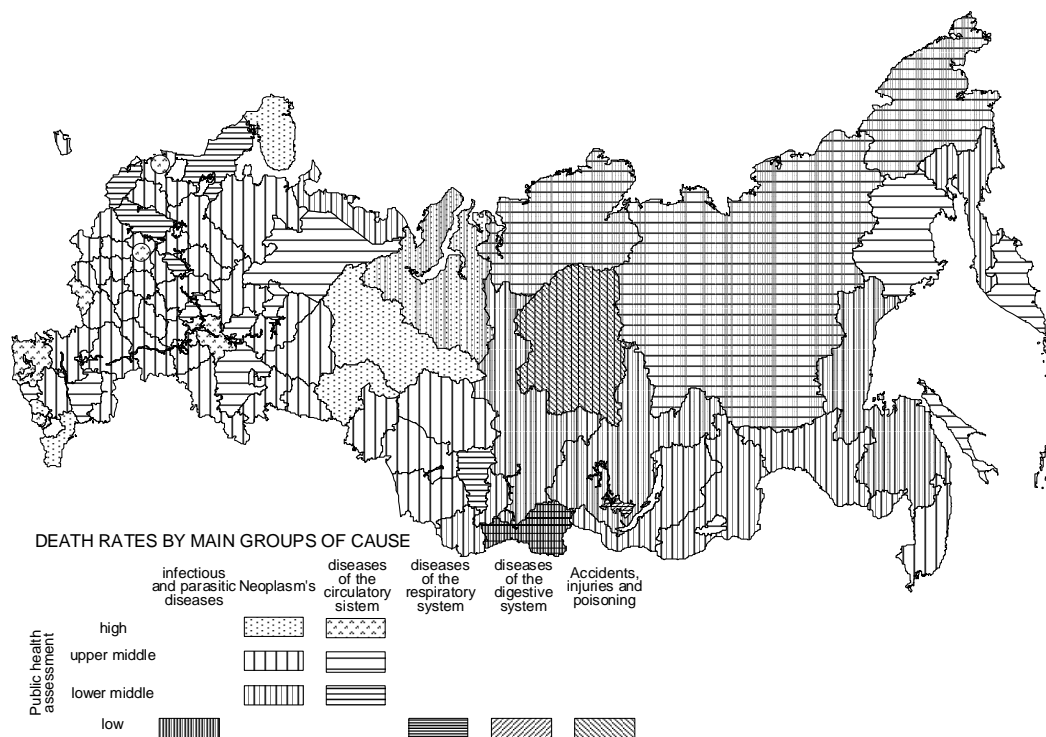 DEATH RATES BY MAIN GROUPS OF CAUSE
infectious
and parasitic
diseases
Neoplasm's
diseases
of the
circulatory
sistem
diseases
of the
respiratory
system
diseases
of the
digestive
system
Accidents,
injuries and
poisoning
Public health
assessment
high
upper middle
lower middle
low